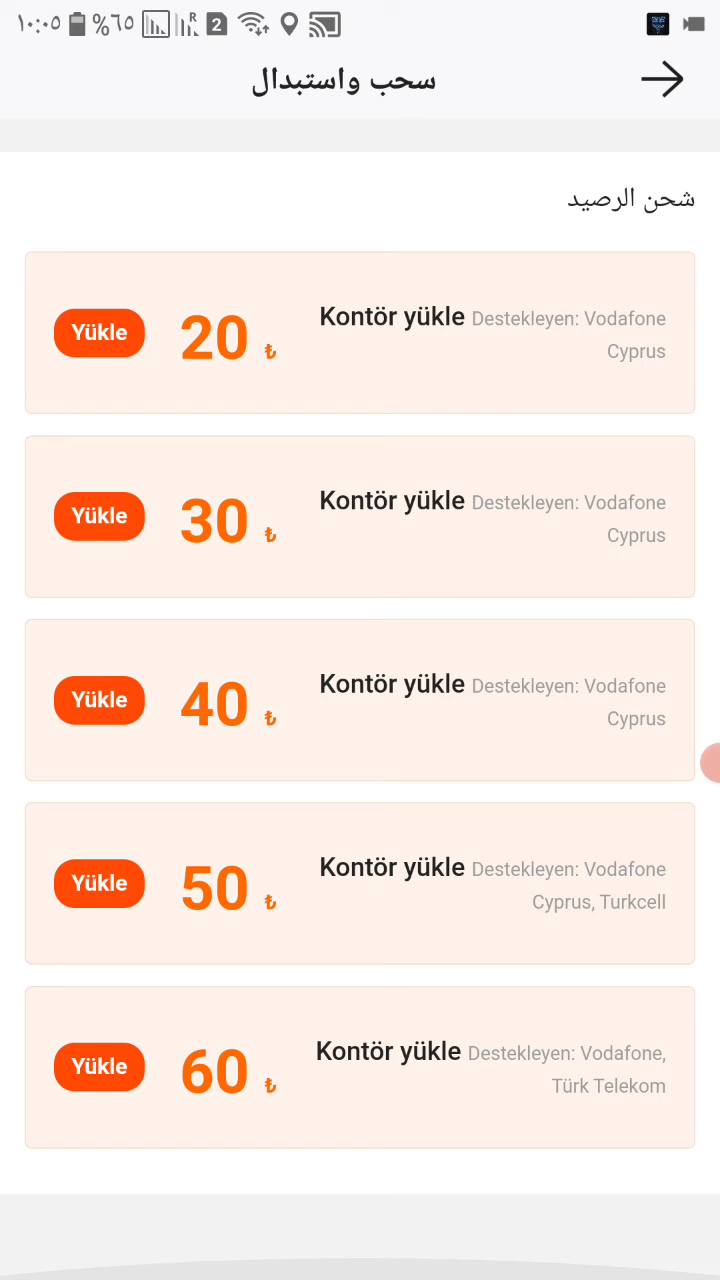 ١٠:٠٥ %٦٥ R 2
سحب واستبدال
شحن الرصيد
Kontör yükle Destekleyen: Vodafone
Cyprus
20 ₺
Yükle
Kontör yükle Destekleyen: Vodafone
Cyprus
30 ₺
Yükle
Kontör yükle Destekleyen: Vodafone
Cyprus
40 ₺
Yükle
Kontör yükle Destekleyen: Vodafone
Cyprus, Turkcell
50 ₺
Yükle
Kontör yükle Destekleyen: Vodafone,
Türk Telekom
60 ₺
Yükle